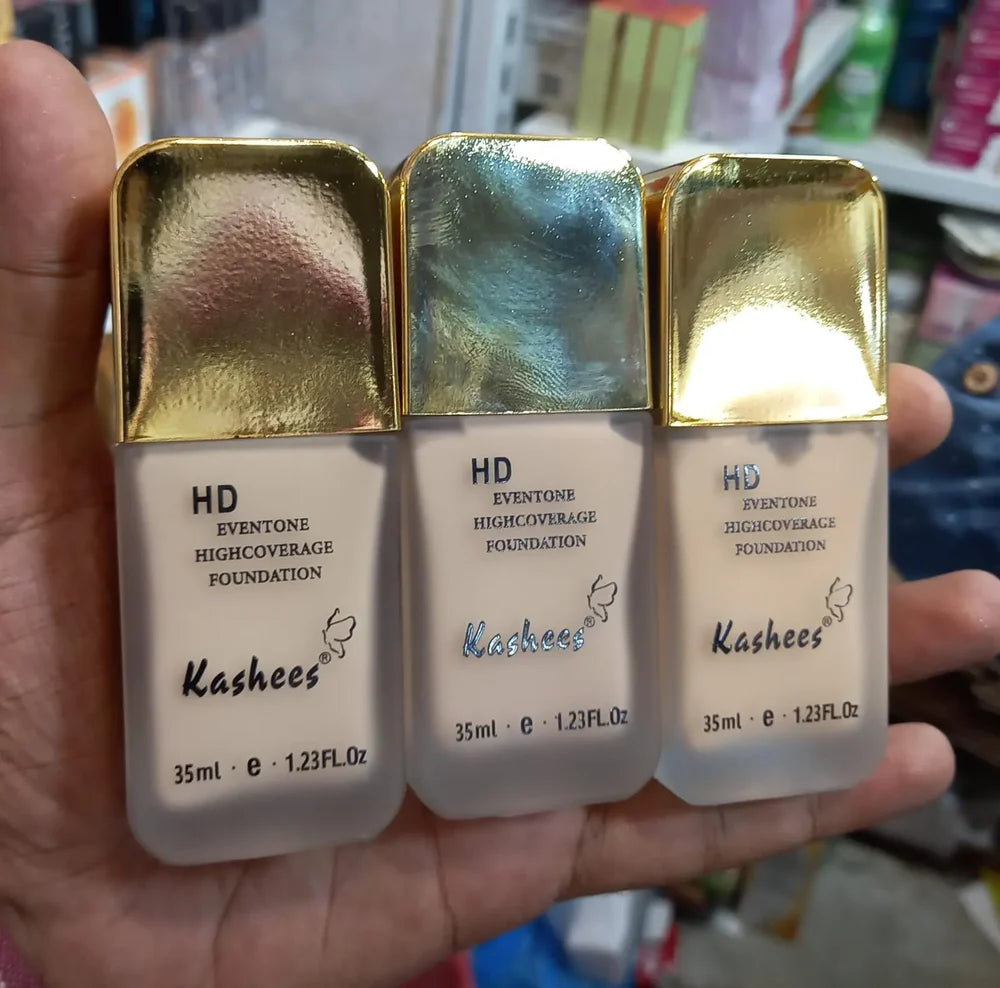 HD
EVENTONE
HIGHCOVERAGE
FOUNDATION
Kashees®
35ml · e · 1.23FL.Oz
HD
EVENTONE
HIGHCOVERAGE
FOUNDATION
Kashees®
35ml · e · 1.23FL.Oz
HD
EVENTONE
HIGHCOVERAGE
FOUNDATION
Kashees®
35ml · e · 1.23FL.Oz